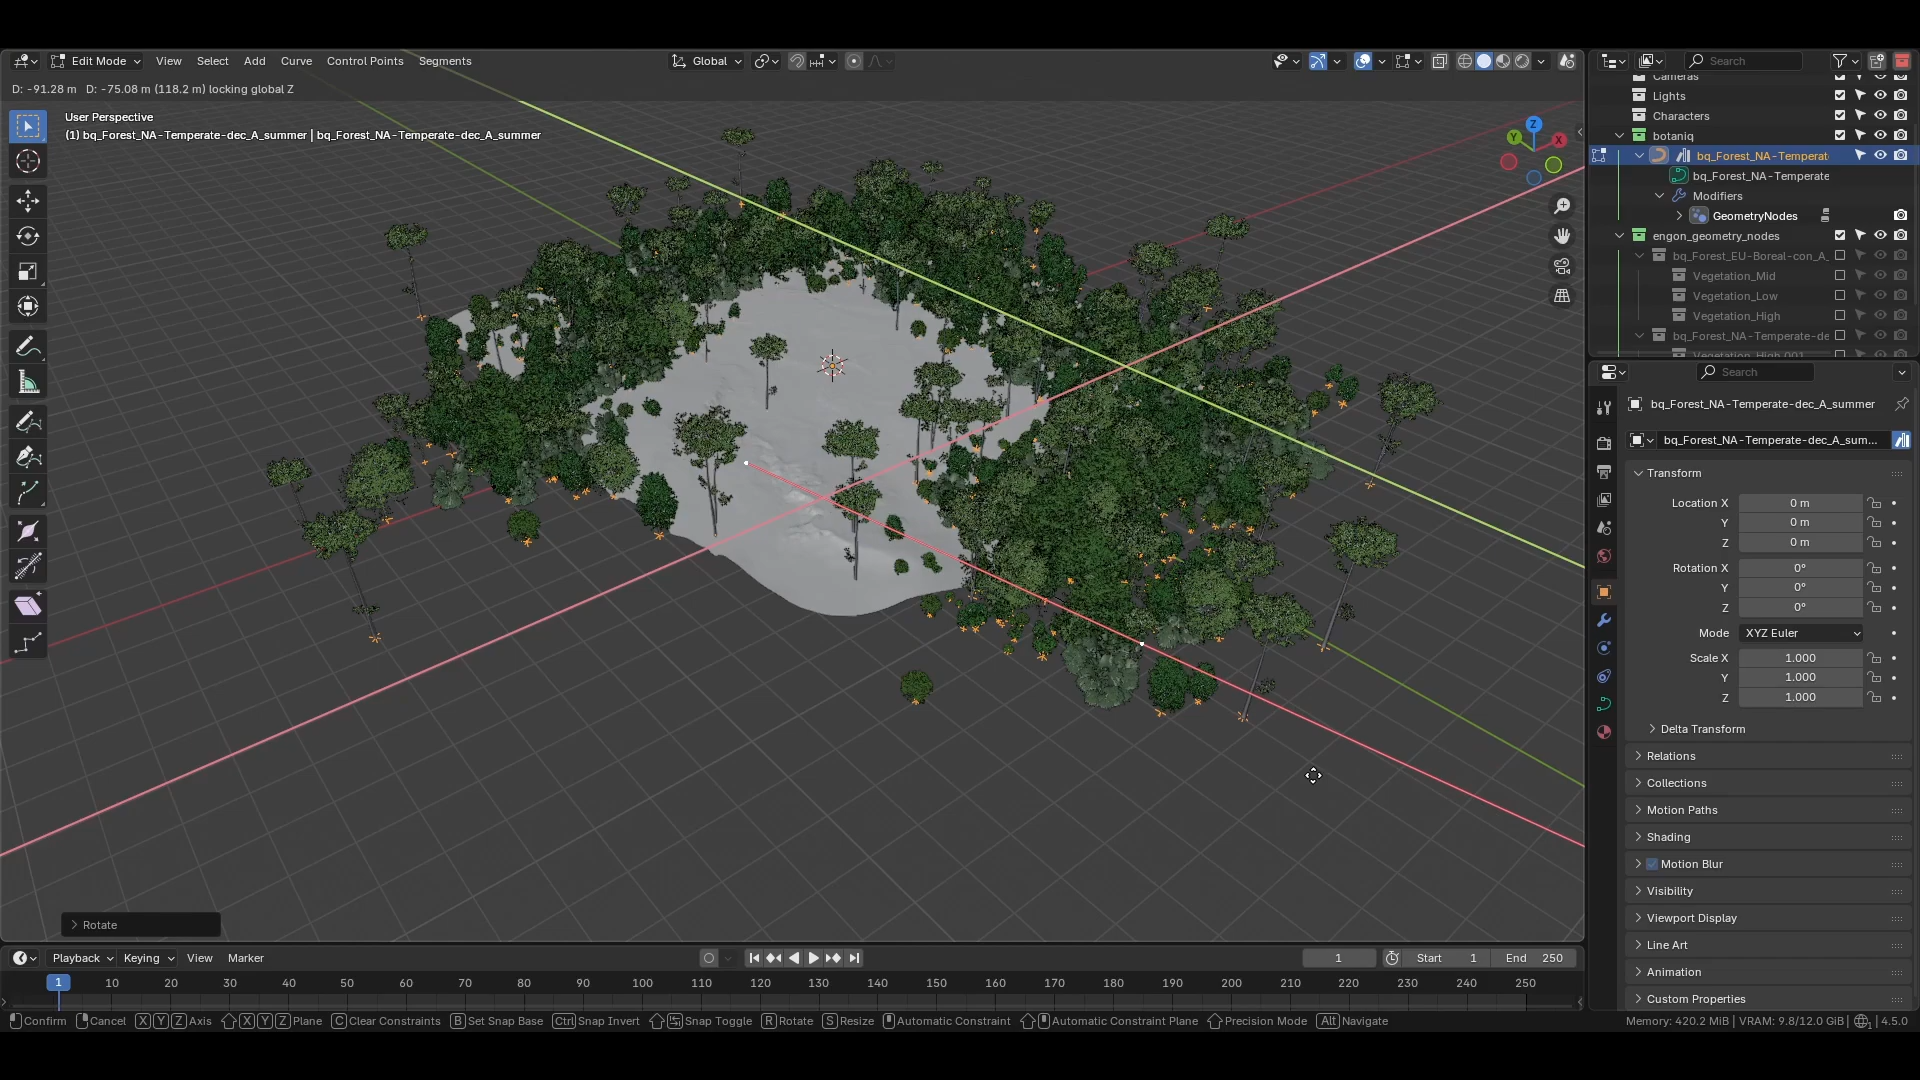 Edit Mode
View
Select
Add
Curve
Control Points
Segments
Global
D: -91.28 m D: -75.08 m (118.2 m) locking global Z
User Perspective
(1) bq_Forest_NA-Temperate-dec_A_summer | bq_Forest_NA-Temperate-dec_A_summer
Z
Y
X
Rotate
Search
Cameras
Lights
Characters
botaniq
bq_Forest_NA-Temperat
bq_Forest_NA-Temperate
Modifiers
GeometryNodes
engon_geometry_nodes
bq_Forest_EU-Boreal-con_A_
Vegetation_Mid
Vegetation_Low
Vegetation_High
bq_Forest_NA-Temperate-de
Vegetation_High.001
Search
bq_Forest_NA-Temperate-dec_A_summer
bq_Forest_NA-Temperate-dec_A_sum...
Transform
Location X 0 m
Y 0 m
Z 0 m
Rotation X 0°
Y 0°
Z 0°
Mode XYZ Euler
Scale X 1.000
Y 1.000
Z 1.000
Delta Transform
Relations
Collections
Motion Paths
Shading
Motion Blur
Visibility
Viewport Display
Line Art
Animation
Custom Properties
Playback Keying View Marker 1 Start 1 End 250
1 10 20 30 40 50 60 70 80 90 100 110 120 130 140 150 160 170 180 190 200 210 220 230 240 250
Confirm Cancel X Y Z Axis X Y Z Plane C Clear Constraints B Set Snap Base Ctrl Snap Invert Snap Toggle R Rotate S Resize Automatic Constraint Automatic Constraint Plane Precision Mode Alt Navigate
Memory: 420.2 MiB | VRAM: 9.8/12.0 GiB | 1 | 4.5.0